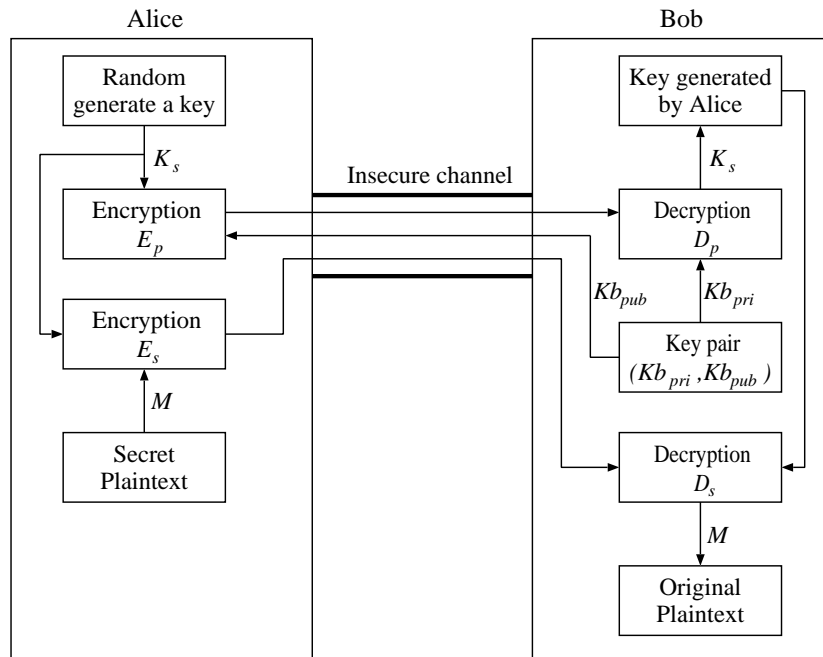 Alice
Bob
Random
generate a key
Key generated
by Alice
K_s
K_s
Insecure channel
Encryption
E_p
Decryption
D_p
Kb_pub
Kb_pri
Encryption
E_s
Key pair
(Kb_pri ,Kb_pub )
M
Secret
Plaintext
Decryption
D_s
M
Original
Plaintext